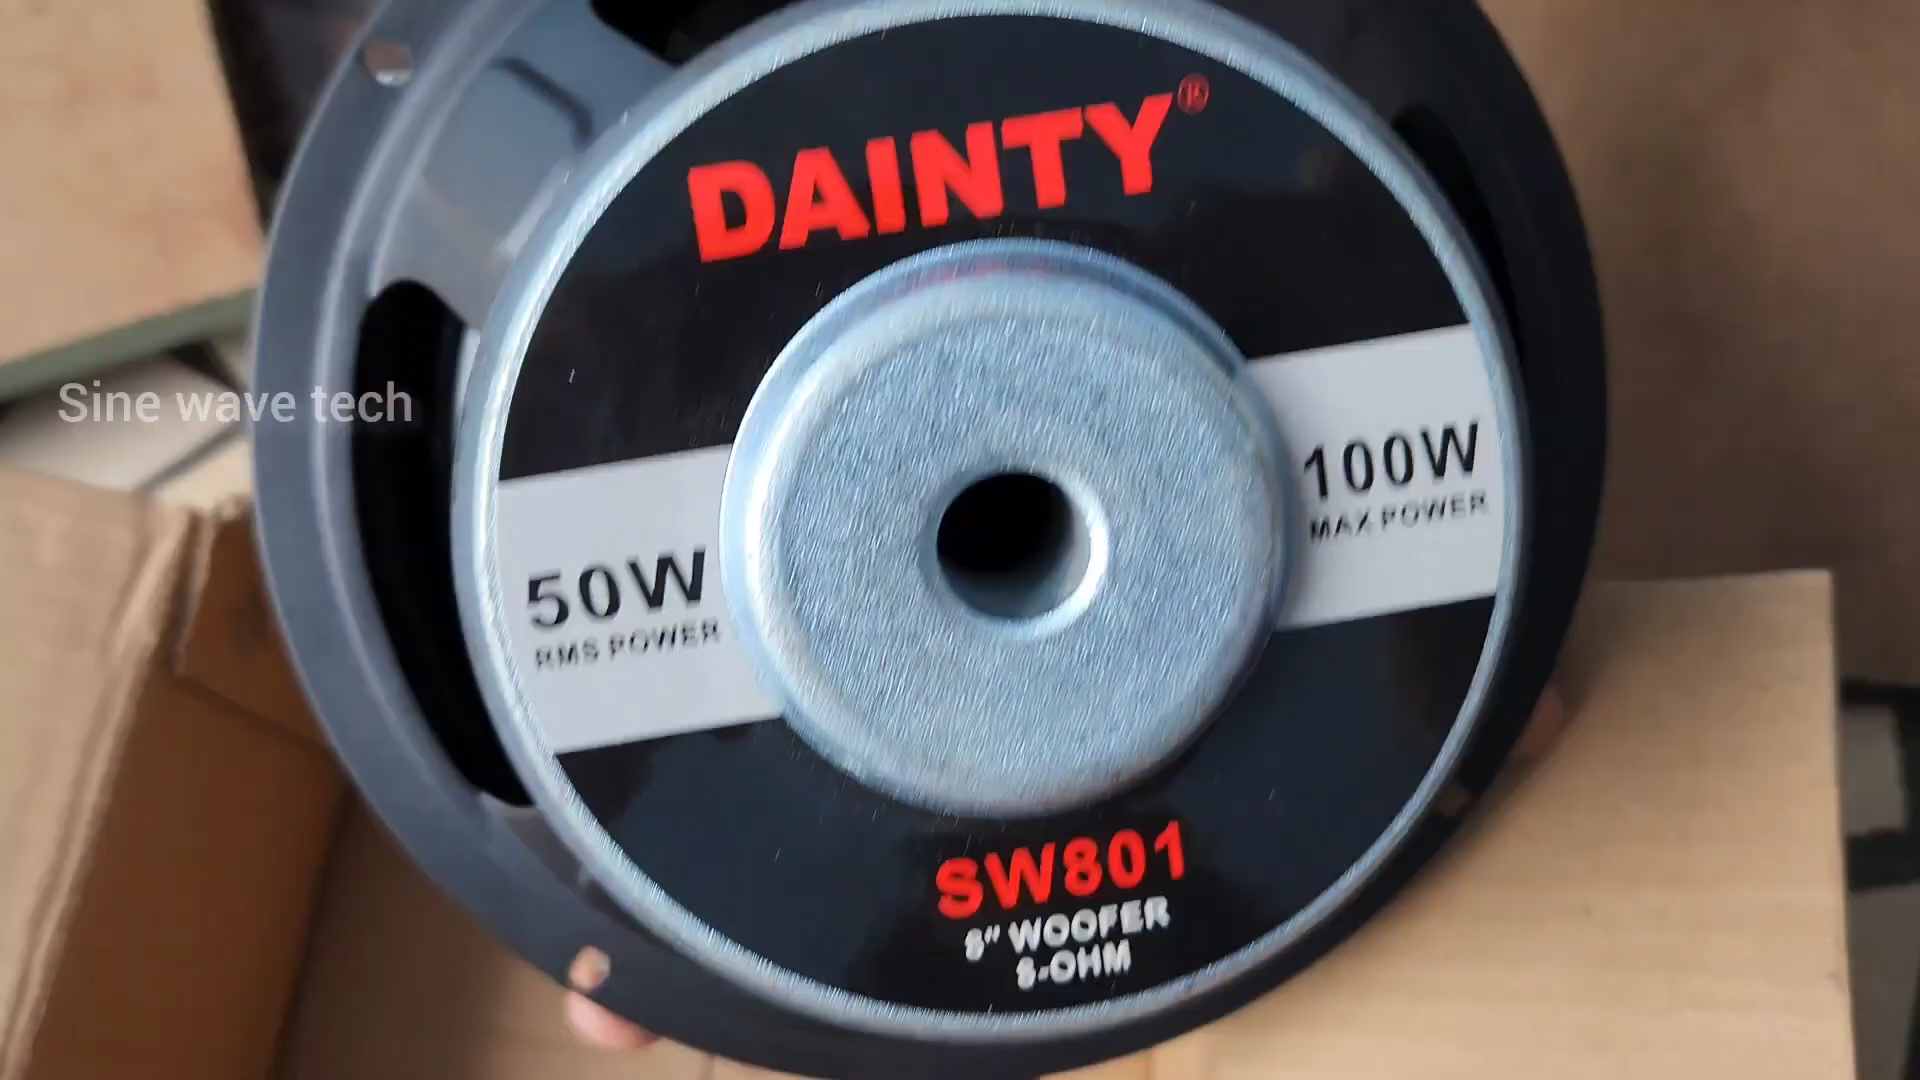 DAINTY®
Sine wave tech
100W
MAX POWER
50W
RMS POWER
SW801
8" WOOFER
8-OHM